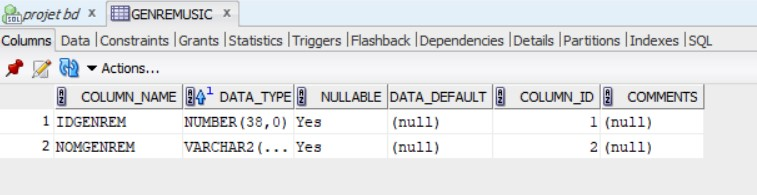 projet bd x GENREMUSIC x
Columns Data Constraints Grants Statistics Triggers Flashback Dependencies Details Partitions Indexes SQL
Actions...
COLUMN_NAME 1 DATA_TYPE NULLABLE DATA_DEFAULT COLUMN_ID COMMENTS
1 IDGENREM NUMBER(38,0) Yes (null) 1 (null)
2 NOMGENREM VARCHAR2(... Yes (null) 2 (null)